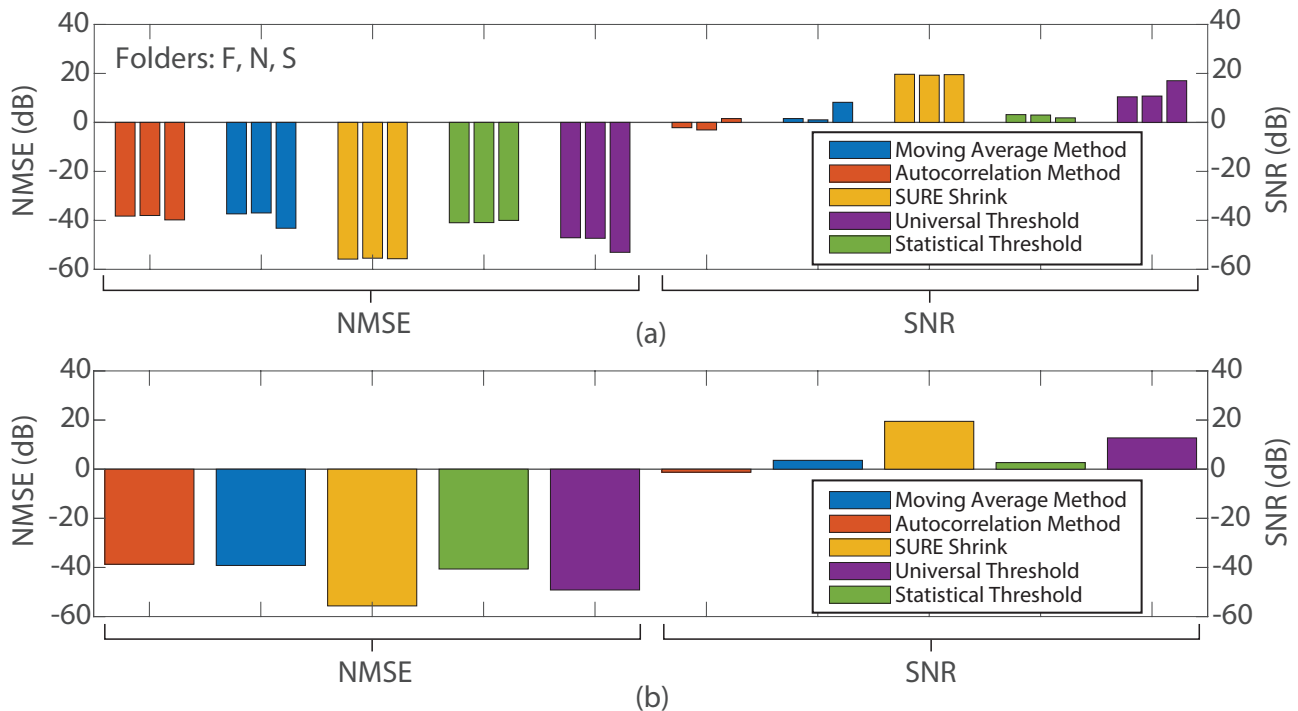 40
20
0
-20
-40
-60
NMSE (dB)
Folders: F, N, S
Moving Average Method
Autocorrelation Method
SURE Shrink
Universal Threshold
Statistical Threshold
40
20
0
-20
-40
-60
SNR (dB)
NMSE
SNR
(a)
40
20
0
-20
-40
-60
NMSE (dB)
Moving Average Method
Autocorrelation Method
SURE Shrink
Universal Threshold
Statistical Threshold
40
20
0
-20
-40
-60
SNR (dB)
NMSE
SNR
(b)